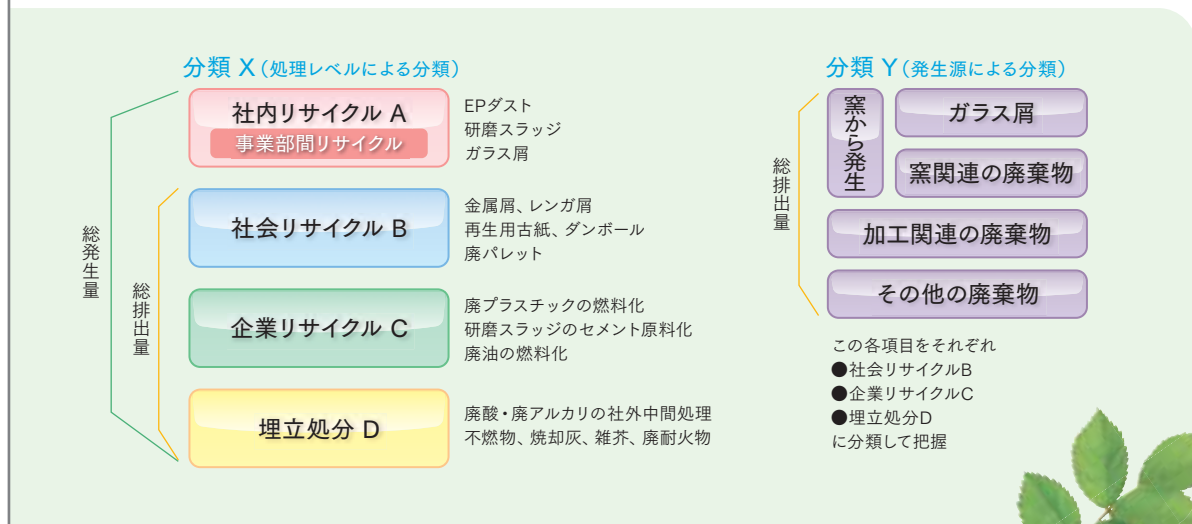 分類 X(処理レベルによる分類)
総発生量
総排出量
社内リサイクル A
事業部間リサイクル
EPダスト
研磨スラッジ
ガラス屑
社会リサイクル B
金属屑、レンガ屑
再生用古紙、ダンボール
廃パレット
企業リサイクル C
廃プラスチックの燃料化
研磨スラッジのセメント原料化
廃油の燃料化
埋立処分 D
廃酸・廃アルカリの社外中間処理
不燃物、焼却灰、雑芥、廃耐火物
分類 Y(発生源による分類)
総排出量
窯から発生
ガラス屑
窯関連の廃棄物
加工関連の廃棄物
その他の廃棄物
この各項目をそれぞれ
●社会リサイクルB
●企業リサイクルC
●埋立処分D
に分類して把握